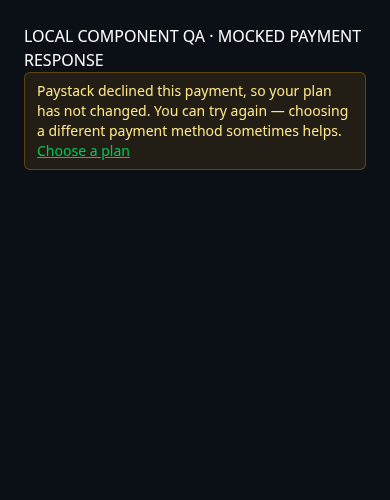 LOCAL COMPONENT QA · MOCKED PAYMENT
RESPONSE
Paystack declined this payment, so your plan
has not changed. You can try again — choosing
a different payment method sometimes helps.
Choose a plan